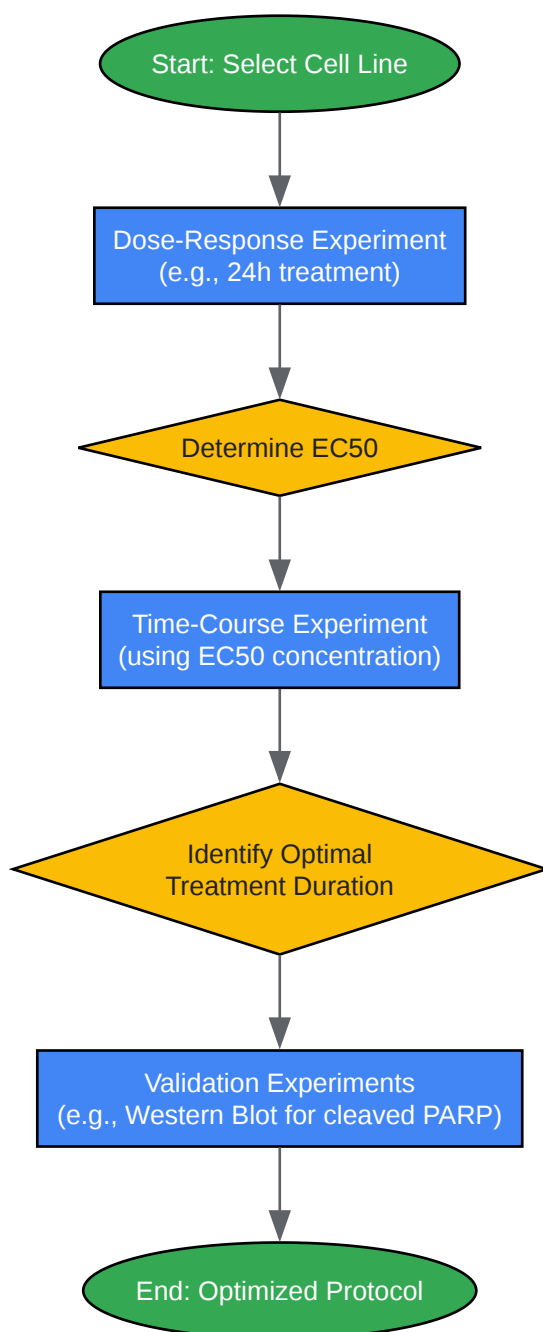 Start: Select Cell Line
Dose-Response Experiment
(e.g., 24h treatment)
Determine EC50
Time-Course Experiment
(using EC50 concentration)
Identify Optimal
Treatment Duration
Validation Experiments
(e.g., Western Blot for cleaved PARP)
End: Optimized Protocol